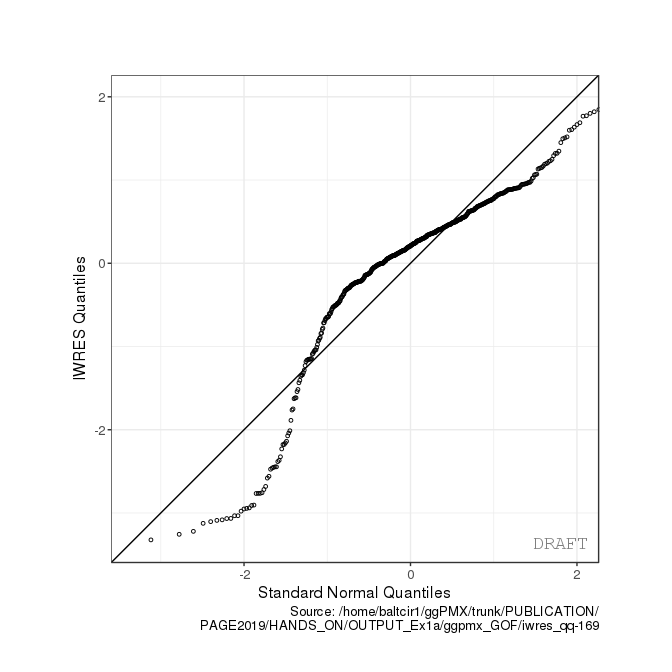 2
0
-2
IWRES Quantiles
DRAFT
-2
0
2
Standard Normal Quantiles
Source: /home/baltcir1/ggPMX/trunk/PUBLICATION/
PAGE2019/HANDS_ON/OUTPUT_Ex1a/ggpmx_GOF/iwres_qq-169